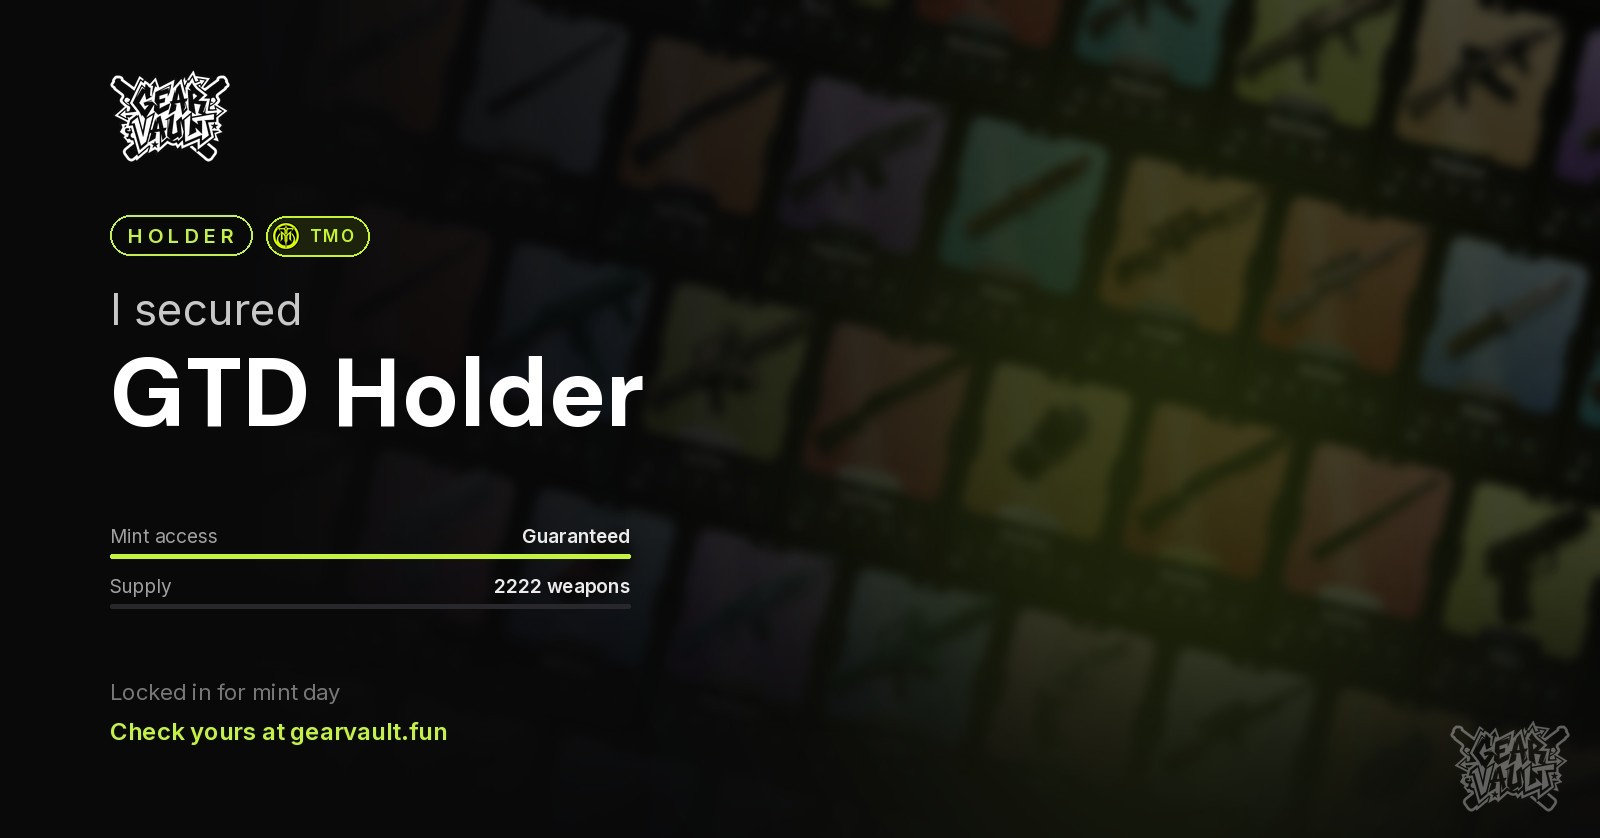 GEAR
VAULT
HOLDER
TMO
I secured
GTD Holder
Mint access Guaranteed
Supply 2222 weapons
Locked in for mint day
Check yours at gearvault.fun
GEAR
VAULT